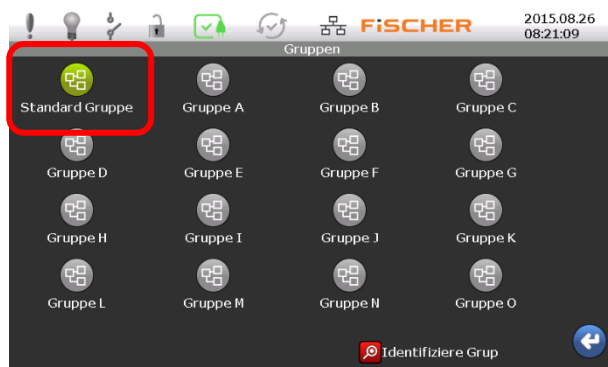 FiSCHER
2015.08.26
08:21:09
Gruppen
Standard Gruppe Gruppe A Gruppe B Gruppe C
Gruppe D Gruppe E Gruppe F Gruppe G
Gruppe H Gruppe I Gruppe J Gruppe K
Gruppe L Gruppe M Gruppe N Gruppe O
Identifiziere Grup